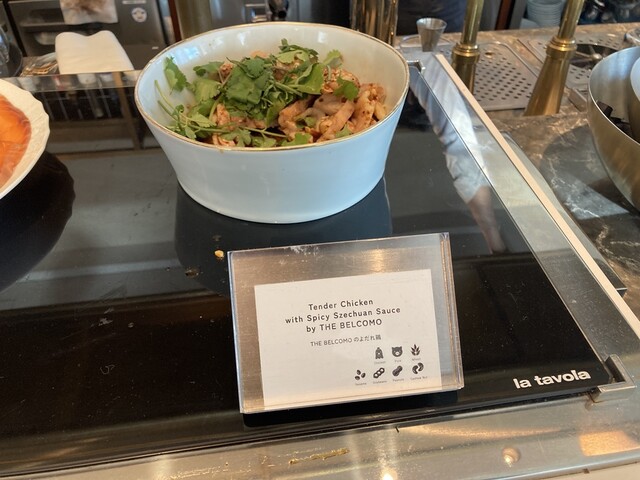 Tender Chicken
with Spicy Szechuan Sauce
by THE BELCOMO
THE BELCOMO のよだれ鶏
la tavola